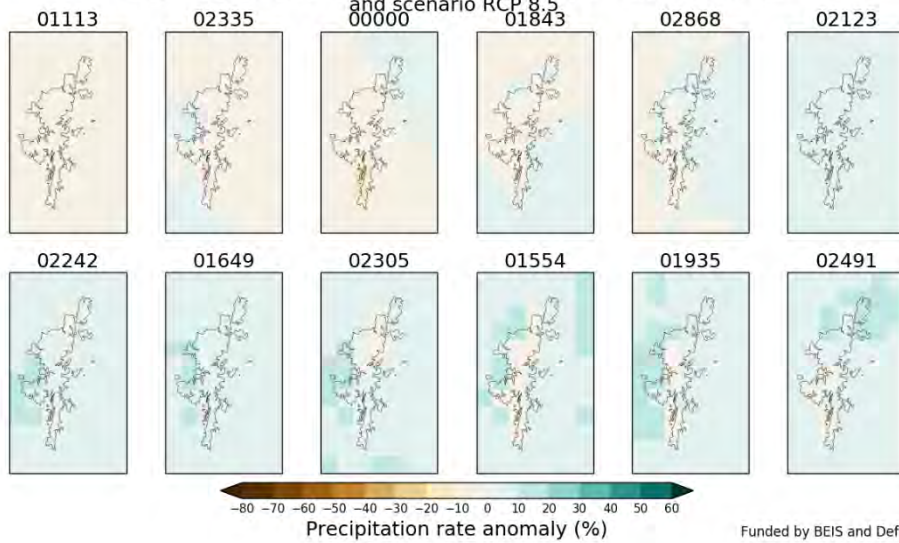 and scenario RCP 8.5
01113 02335 00000 01843 02868 02123
02242 01649 02305 01554 01935 02491
−80 −70 −60 −50 −40 −30 −20 −10 0 10 20 30 40 50 60
Precipitation rate anomaly (%)
Funded by BEIS and Def